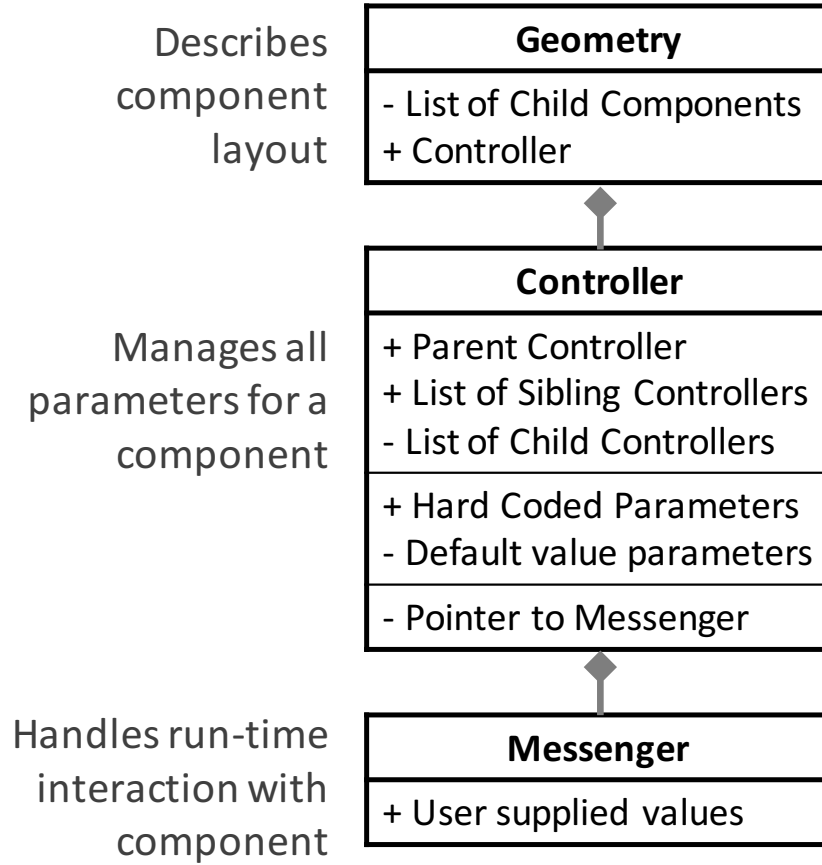 Describes
component
layout
Geometry
- List of Child Components
+ Controller
Manages all
parameters for a
component
Controller
+ Parent Controller
+ List of Sibling Controllers
- List of Child Controllers
+ Hard Coded Parameters
- Default value parameters
- Pointer to Messenger
Handles run-time
interaction with
component
Messenger
+ User supplied values